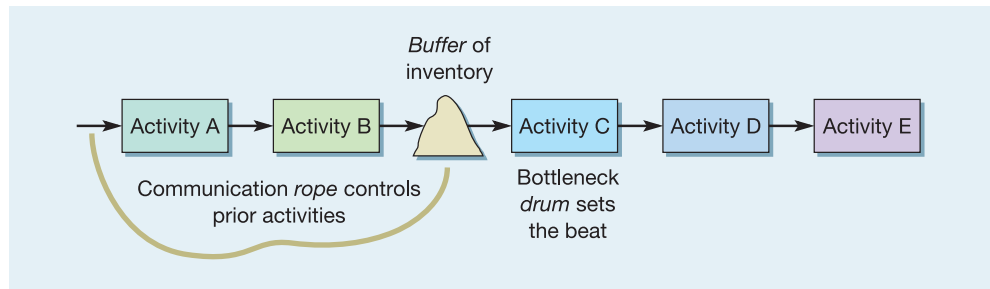 Buffer of
inventory
Activity A
Activity B
Activity C
Activity D
Activity E
Communication rope controls
prior activities
Bottleneck
drum sets
the beat